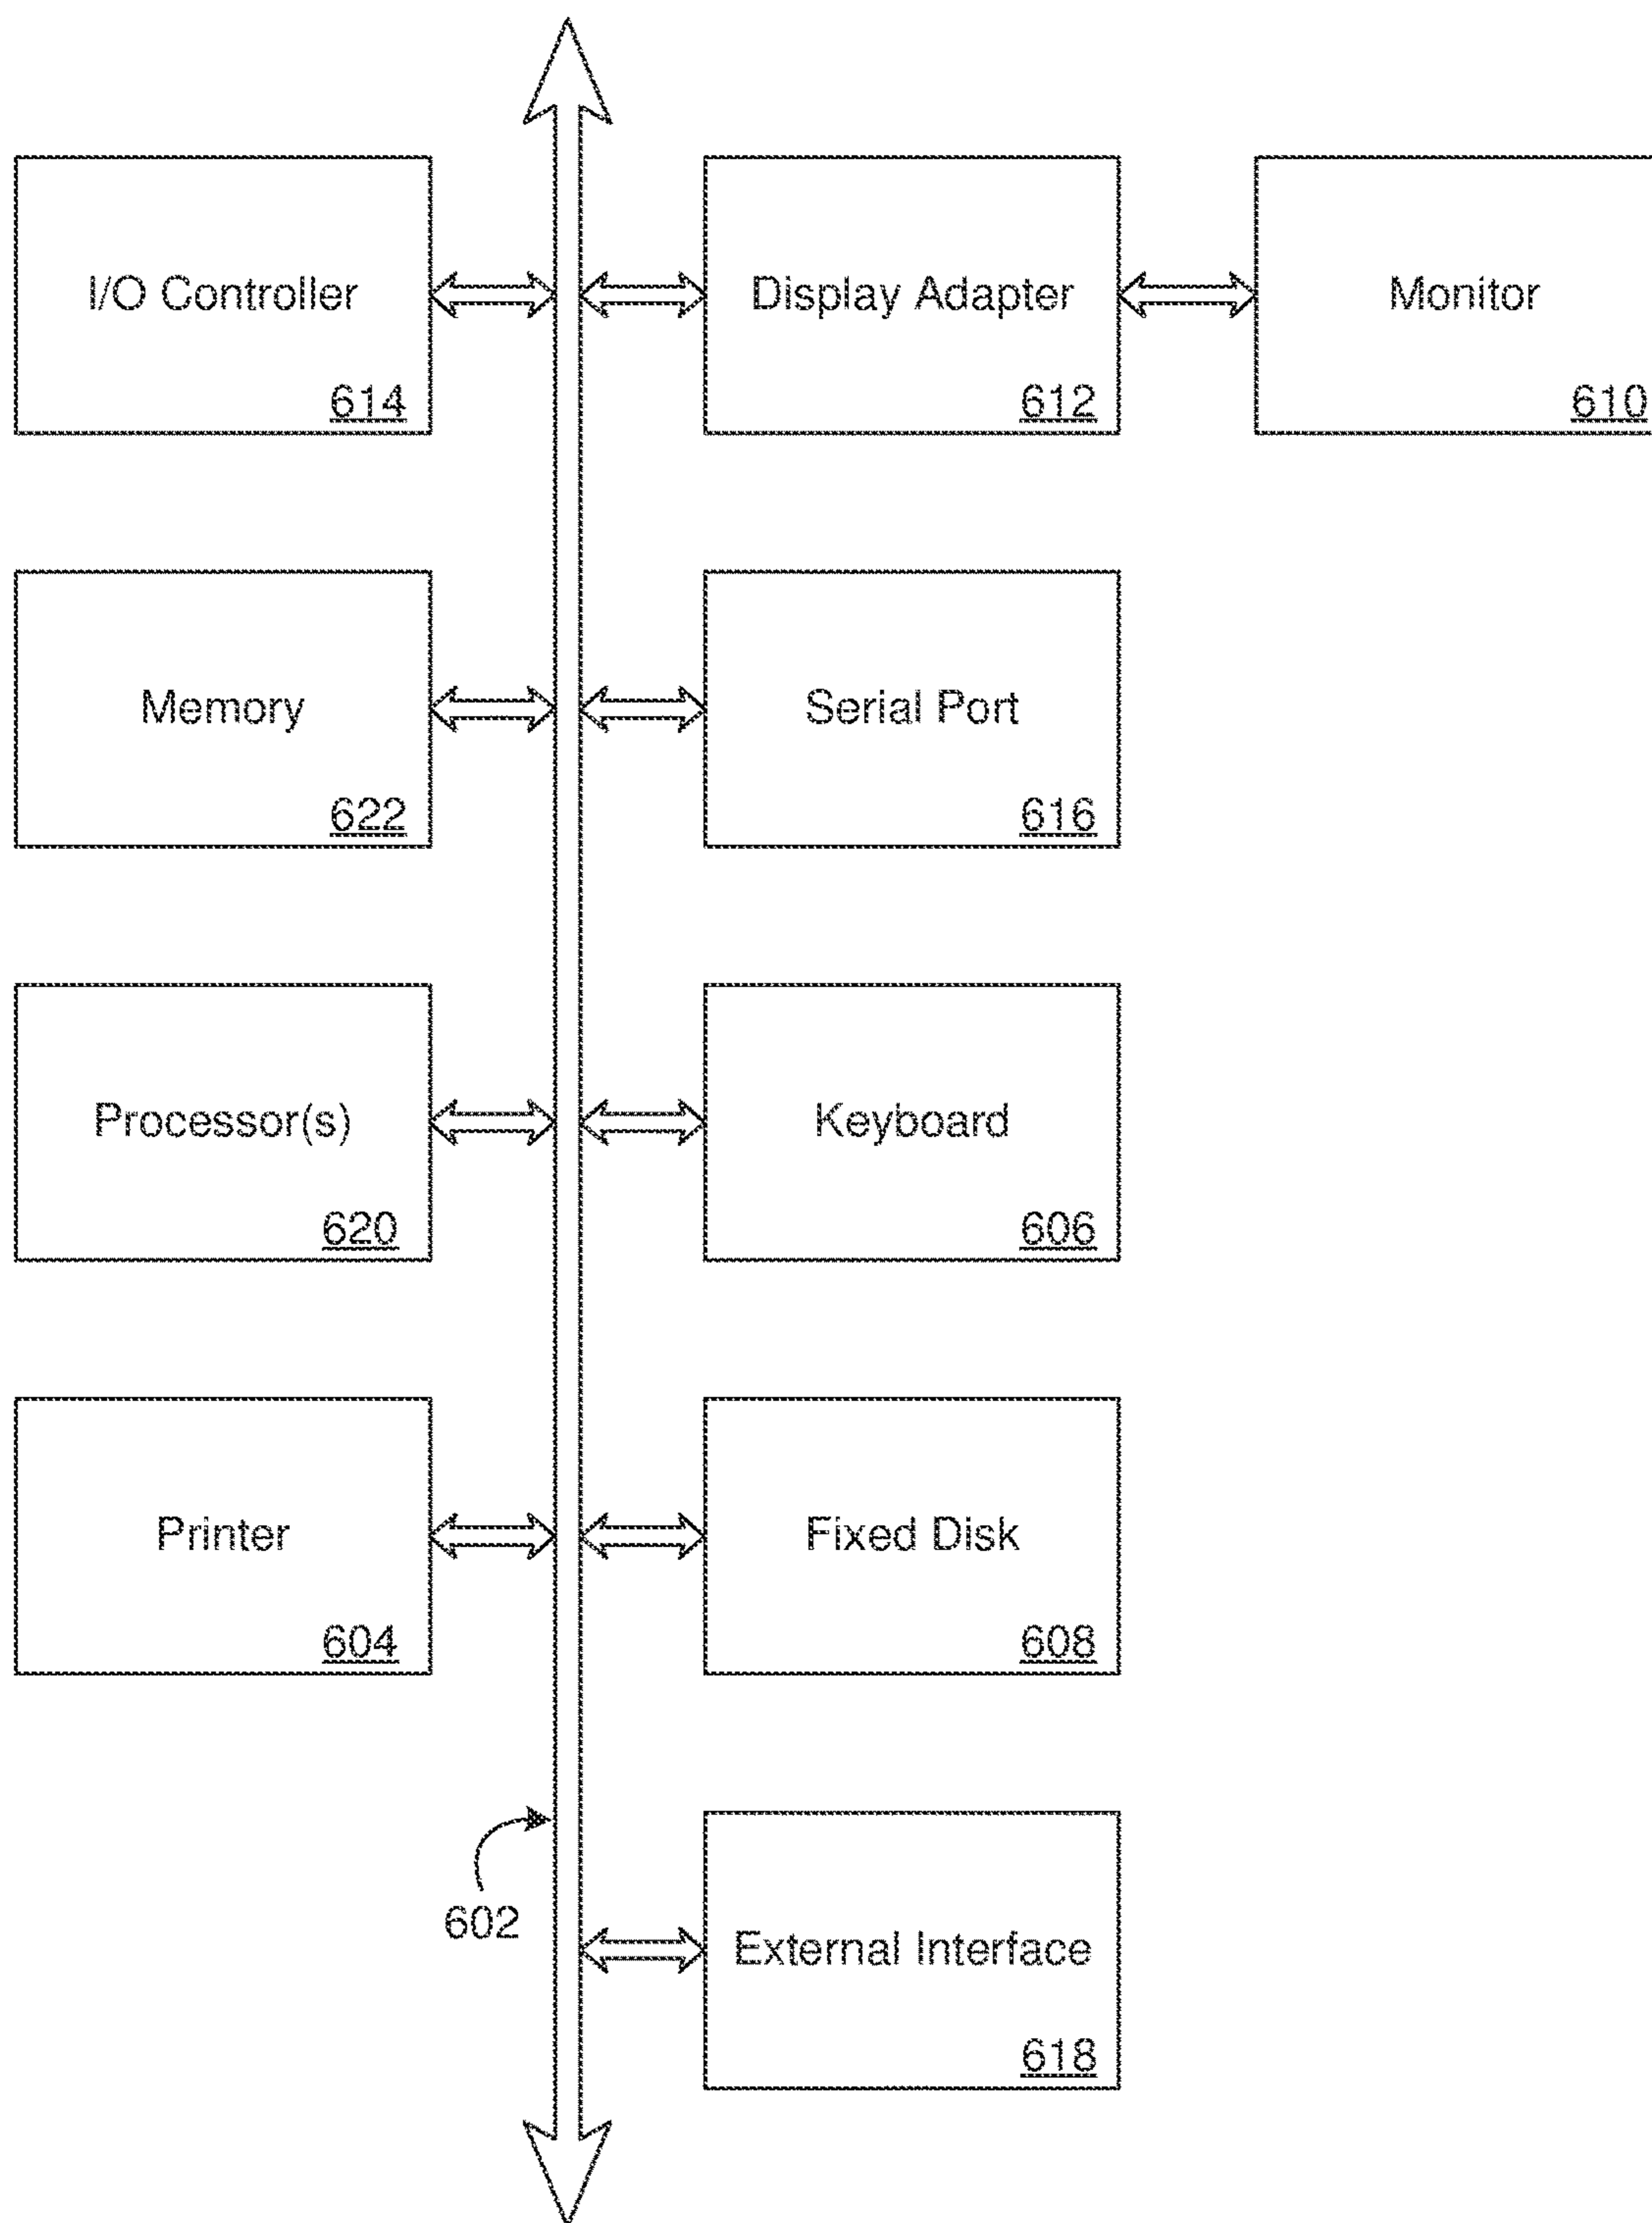 I/O Controller
614
Display Adapter
612
Monitor
610
Memory
622
Serial Port
616
Processor(s)
620
Keyboard
606
Printer
604
Fixed Disk
608
602
External Interface
618